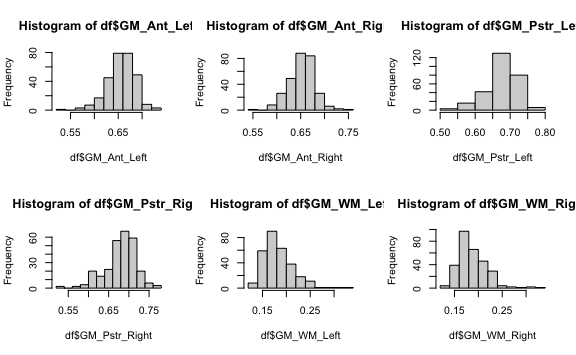 Histogram of df$GM_Ant_Lef
Histogram of df$GM_Ant_Righ
Histogram of df$GM_Pstr_Le
Frequency
0
40
80
0.55
0.65
df$GM_Ant_Left
Frequency
0
40
80
0.55
0.65
0.75
df$GM_Ant_Right
Frequency
0
60
120
0.50
0.60
0.70
0.80
df$GM_Pstr_Left
Histogram of df$GM_Pstr_Rig
Histogram of df$GM_WM_Lef
Histogram of df$GM_WM_Rig
Frequency
0
30
60
0.55
0.65
0.75
df$GM_Pstr_Right
Frequency
0
40
80
0.15
0.25
df$GM_WM_Left
Frequency
0
40
80
0.15
0.25
df$GM_WM_Right